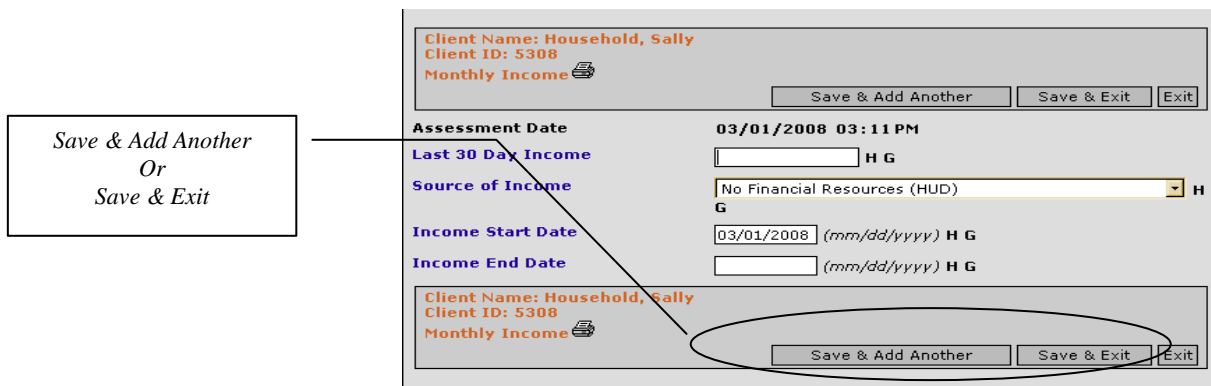 Client Name: Household, Sally
Client ID: 5308
Monthly Income
Save & Add Another Save & Exit Exit
Save & Add Another
Or
Save & Exit
Assessment Date 03/01/2008 03:11PM
Last 30 Day Income H G
Source of Income No Financial Resources (HUD) H
G
Income Start Date 03/01/2008 (mm/dd/yyyy) H G
Income End Date (mm/dd/yyyy) H G
Client Name: Household, Sally
Client ID: 5308
Monthly Income
Save & Add Another Save & Exit Exit